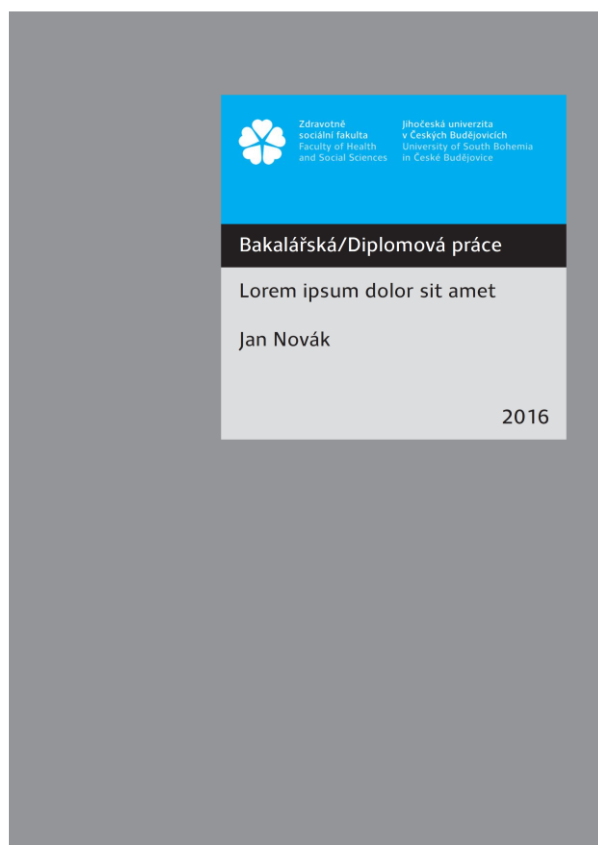 Zdravotně
sociální fakulta
Faculty of Health
and Social Sciences
Jihočeská univerzita
v Českých Budějovicích
University of South Bohemia
in České Budějovice
Bakalářská/Diplomová práce
Lorem ipsum dolor sit amet
Jan Novák
2016